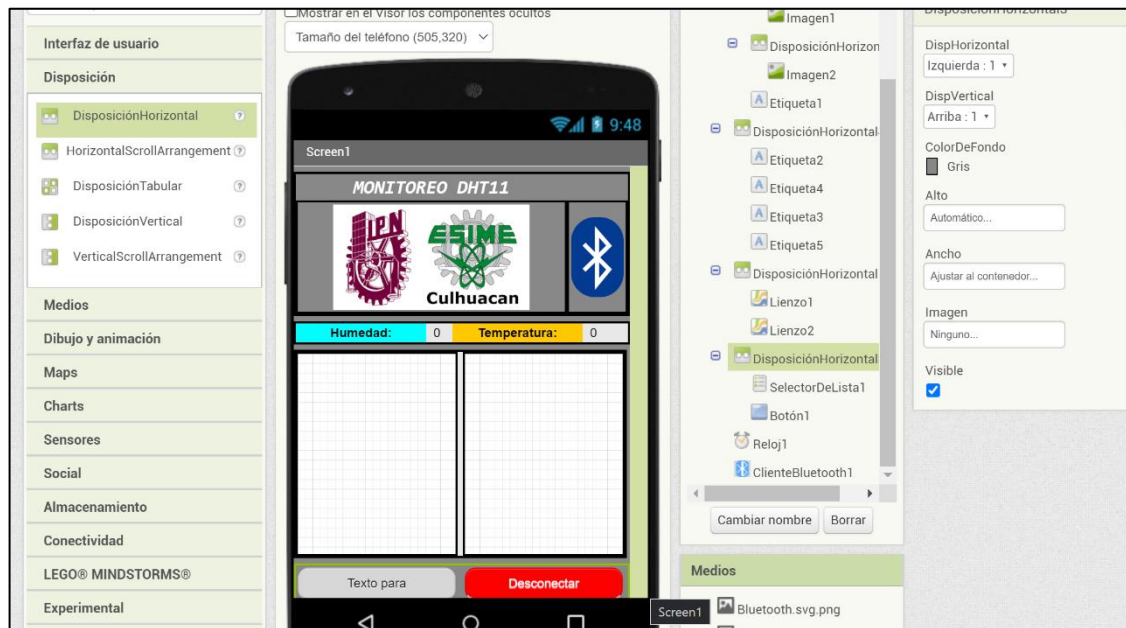 Mostrar en el Visor los componentes ocultos
Tamaño del teléfono (505,320)
Interfaz de usuario
Disposición
DisposiciónHorizontal
HorizontalScrollArrangement
DisposiciónTabular
DisposiciónVertical
VerticalScrollArrangement
Medios
Dibujo y animación
Maps
Charts
Sensores
Social
Almacenamiento
Conectividad
LEGO® MINDSTORMS®
Experimental
9:48
Screen1
MONITOREO DHT11
IPN
ESIME
Culhuacan
Humedad: 0 Temperatura: 0
Texto para
Desconectar
Screen1
Imagen1
DisposiciónHorizon
Imagen2
Etiqueta1
DisposiciónHorizontal
Etiqueta2
Etiqueta4
Etiqueta3
Etiqueta5
DisposiciónHorizontal
Lienzo1
Lienzo2
DisposiciónHorizontal
SelectorDeLista1
Botón1
Reloj1
ClienteBluetooth1
Cambiar nombre Borrar
Medios
Bluetooth.svg.png
DisposiciónHorizontal3
DispHorizontal
Izquierda : 1
DispVertical
Arriba : 1
ColorDeFondo
Gris
Alto
Automático...
Ancho
Ajustar al contenedor...
Imagen
Ninguno...
Visible